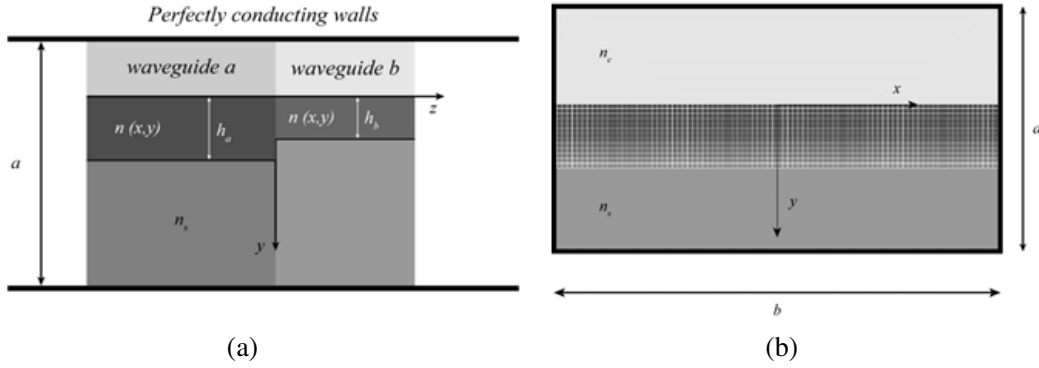 Perfectly conducting walls
waveguide a
waveguide b
z
n (x,y)
h_a
n (x,y)
h_b
a
n_s
y
(a)
n_c
x
a
n_s
y
b
(b)